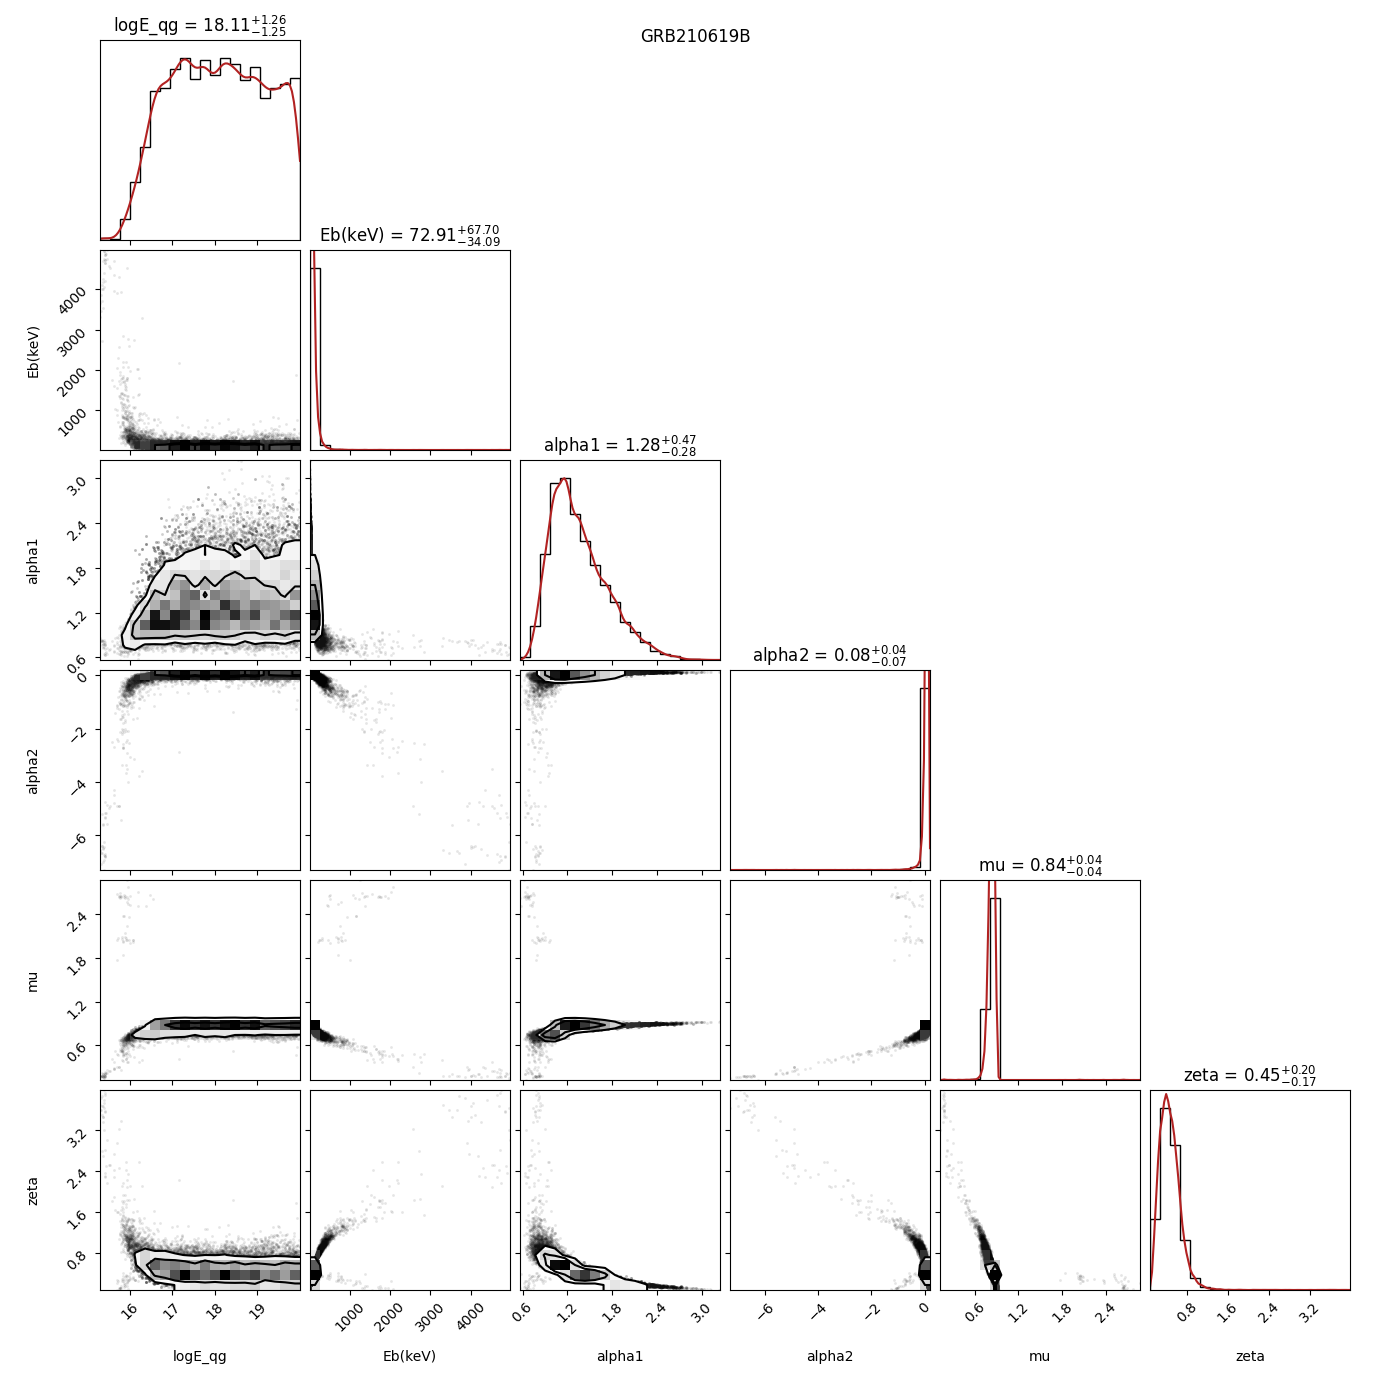 logE_qg = 18.11+1.26−1.25
GRB210619B
Eb(keV) = 72.91+67.70−34.09
4000
3000
2000
1000
Eb(keV)
alpha1 = 1.28+0.47−0.28
3.0
2.4
1.8
1.2
0.6
alpha1
alpha2 = 0.08+0.04−0.07
0
−2
−4
−6
alpha2
mu = 0.84+0.04−0.04
2.4
1.8
1.2
0.6
mu
zeta = 0.45+0.20−0.17
3.2
2.4
1.6
0.8
zeta
16 17 18 19
1000 2000 3000 4000
0.6 1.2 1.8 2.4 3.0
−6 −4 −2 0
0.6 1.2 1.8 2.4
0.8 1.6 2.4 3.2
logE_qg
Eb(keV)
alpha1
alpha2
mu
zeta